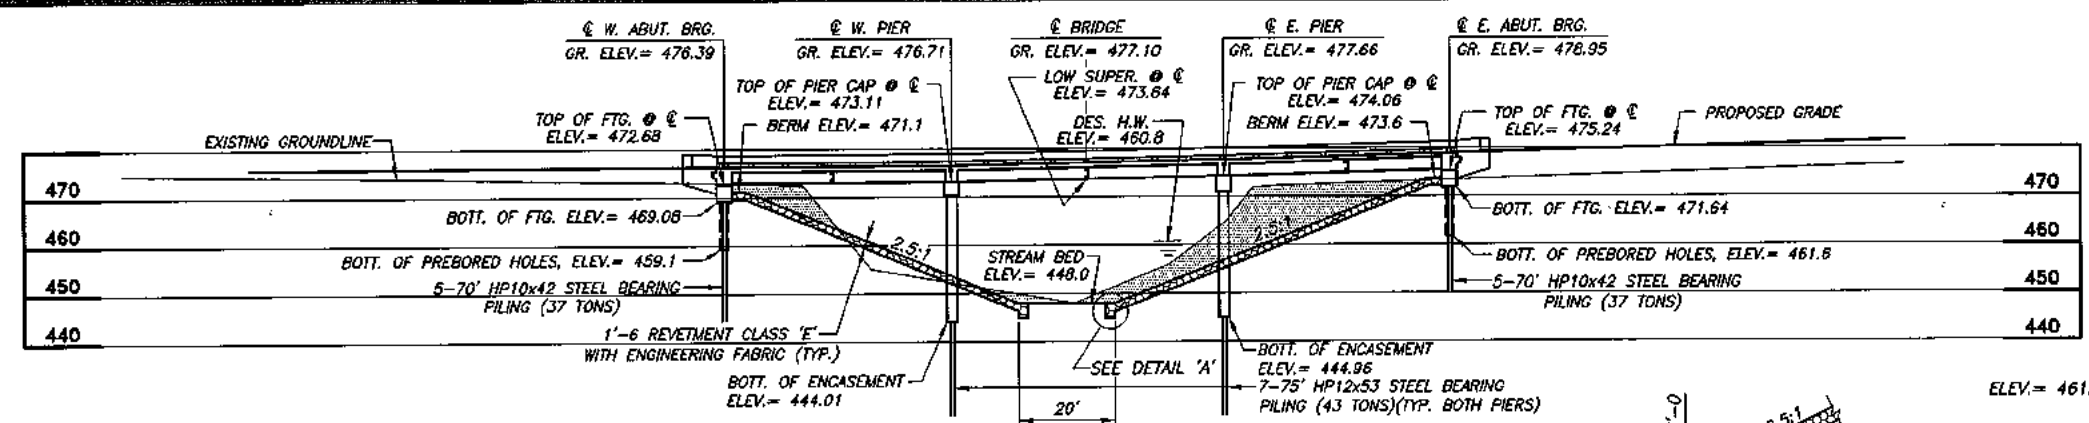 ℄ W. ABUT. BRG.
GR. ELEV.= 476.39
℄ W. PIER
GR. ELEV.= 476.71
℄ BRIDGE
GR. ELEV.= 477.10
℄ E. PIER
GR. ELEV.= 477.66
℄ E. ABUT. BRG.
GR. ELEV.= 478.95
TOP OF PIER CAP @ ℄
ELEV.= 473.11
LOW SUPER. @ ℄
ELEV.= 473.64
TOP OF PIER CAP @ ℄
ELEV.= 474.06
TOP OF FTG. @ ℄
ELEV.= 472.68
BERM ELEV.= 471.1
DES. H.W.
ELEV.= 460.8
BERM ELEV.= 473.6
TOP OF FTG. @ ℄
ELEV.= 475.24
PROPOSED GRADE
EXISTING GROUNDLINE
470
470
BOTT. OF FTG. ELEV.= 469.08
BOTT. OF FTG. ELEV.= 471.64
460
2.5:1
2.5:1
460
BOTT. OF PREBORED HOLES, ELEV.= 459.1
STREAM BED
ELEV.= 448.0
BOTT. OF PREBORED HOLES, ELEV.= 461.6
450
5-70' HP10x42 STEEL BEARING
PILING (37 TONS)
5-70' HP10x42 STEEL BEARING
PILING (37 TONS)
450
440
1'-6 REVETMENT CLASS 'E'
WITH ENGINEERING FABRIC (TYP.)
440
BOTT. OF ENCASEMENT
ELEV.= 444.01
SEE DETAIL 'A'
BOTT. OF ENCASEMENT
ELEV.= 444.96
7-75' HP12x53 STEEL BEARING
PILING (43 TONS)(TYP. BOTH PIERS)
20'
ELEV.= 461.
2.5:1